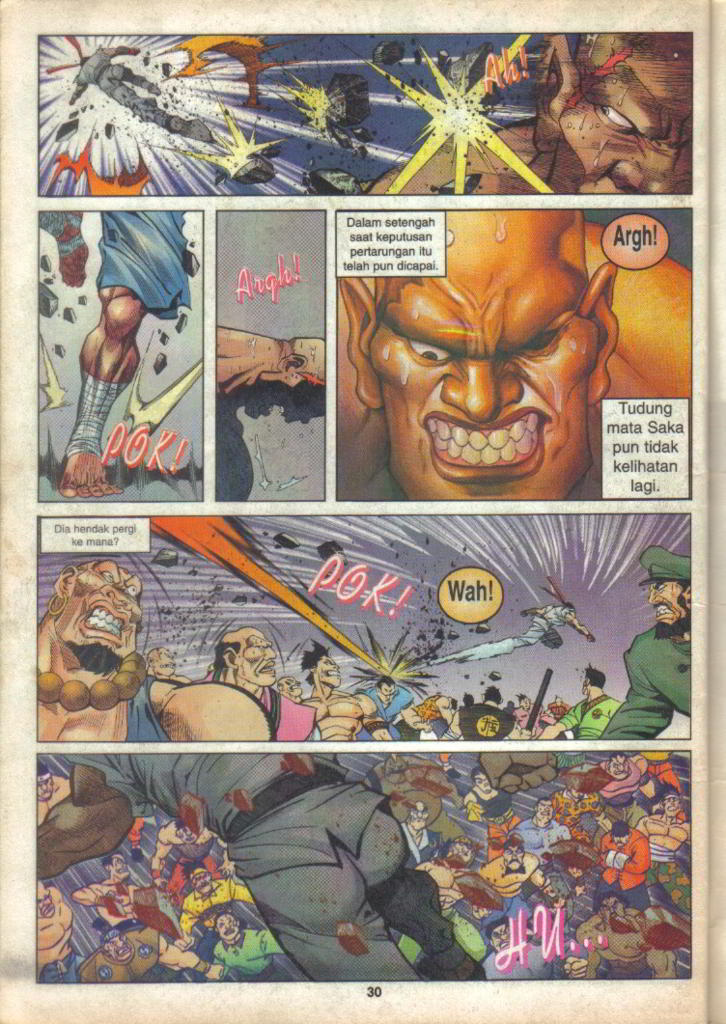 Ah!
POK!
Argh!
Dalam setengah
saat keputusan
pertarungan itu
telah pun dicapai.
Argh!
Tudung
mata Saka
pun tidak
kelihatan
lagi.
Dia hendak pergi
ke mana?
POK!
Wah!
HU...
30